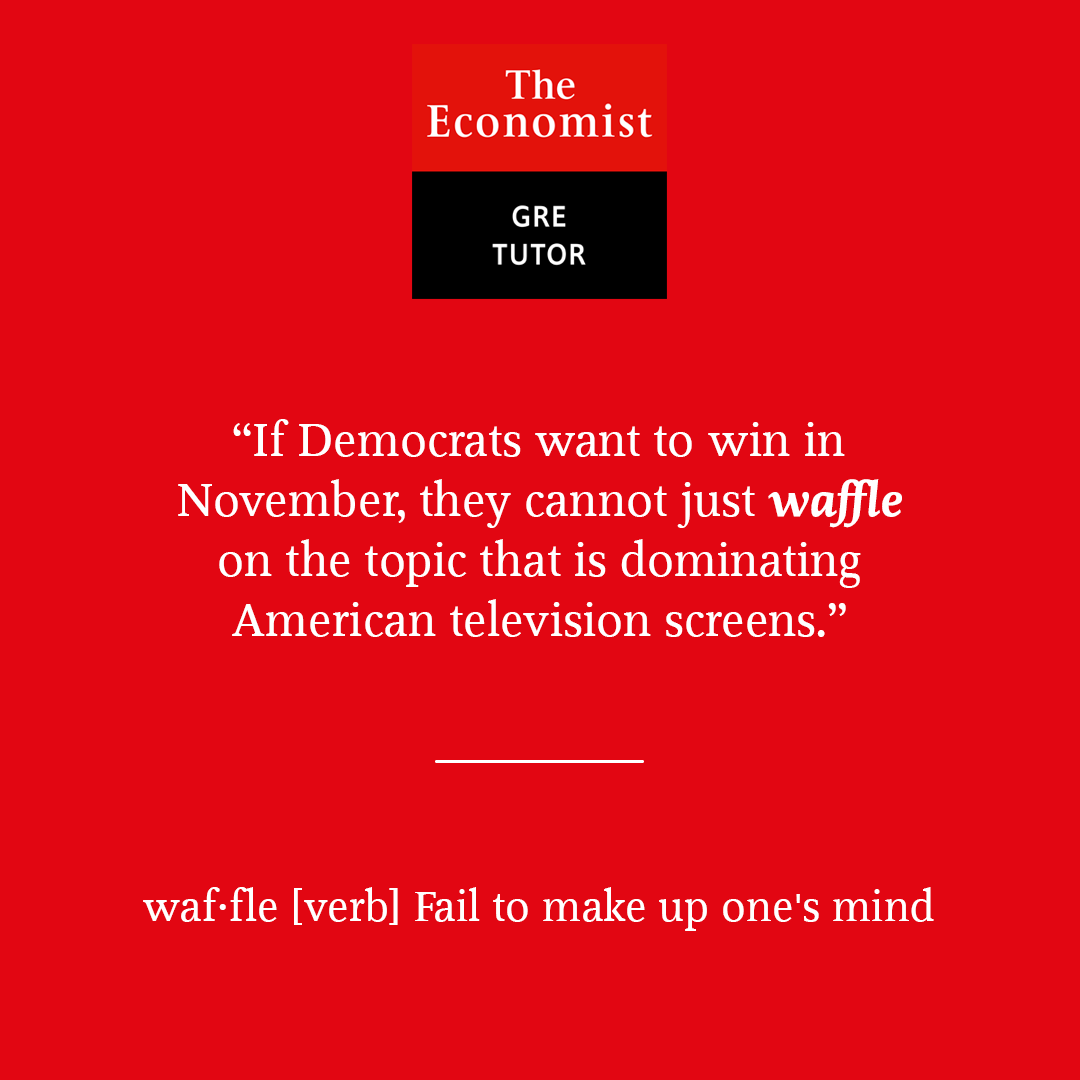 The
Economist
GRE
TUTOR
“If Democrats want to win in
November, they cannot just waffle
on the topic that is dominating
American television screens.”
waf·fle [verb] Fail to make up one's mind